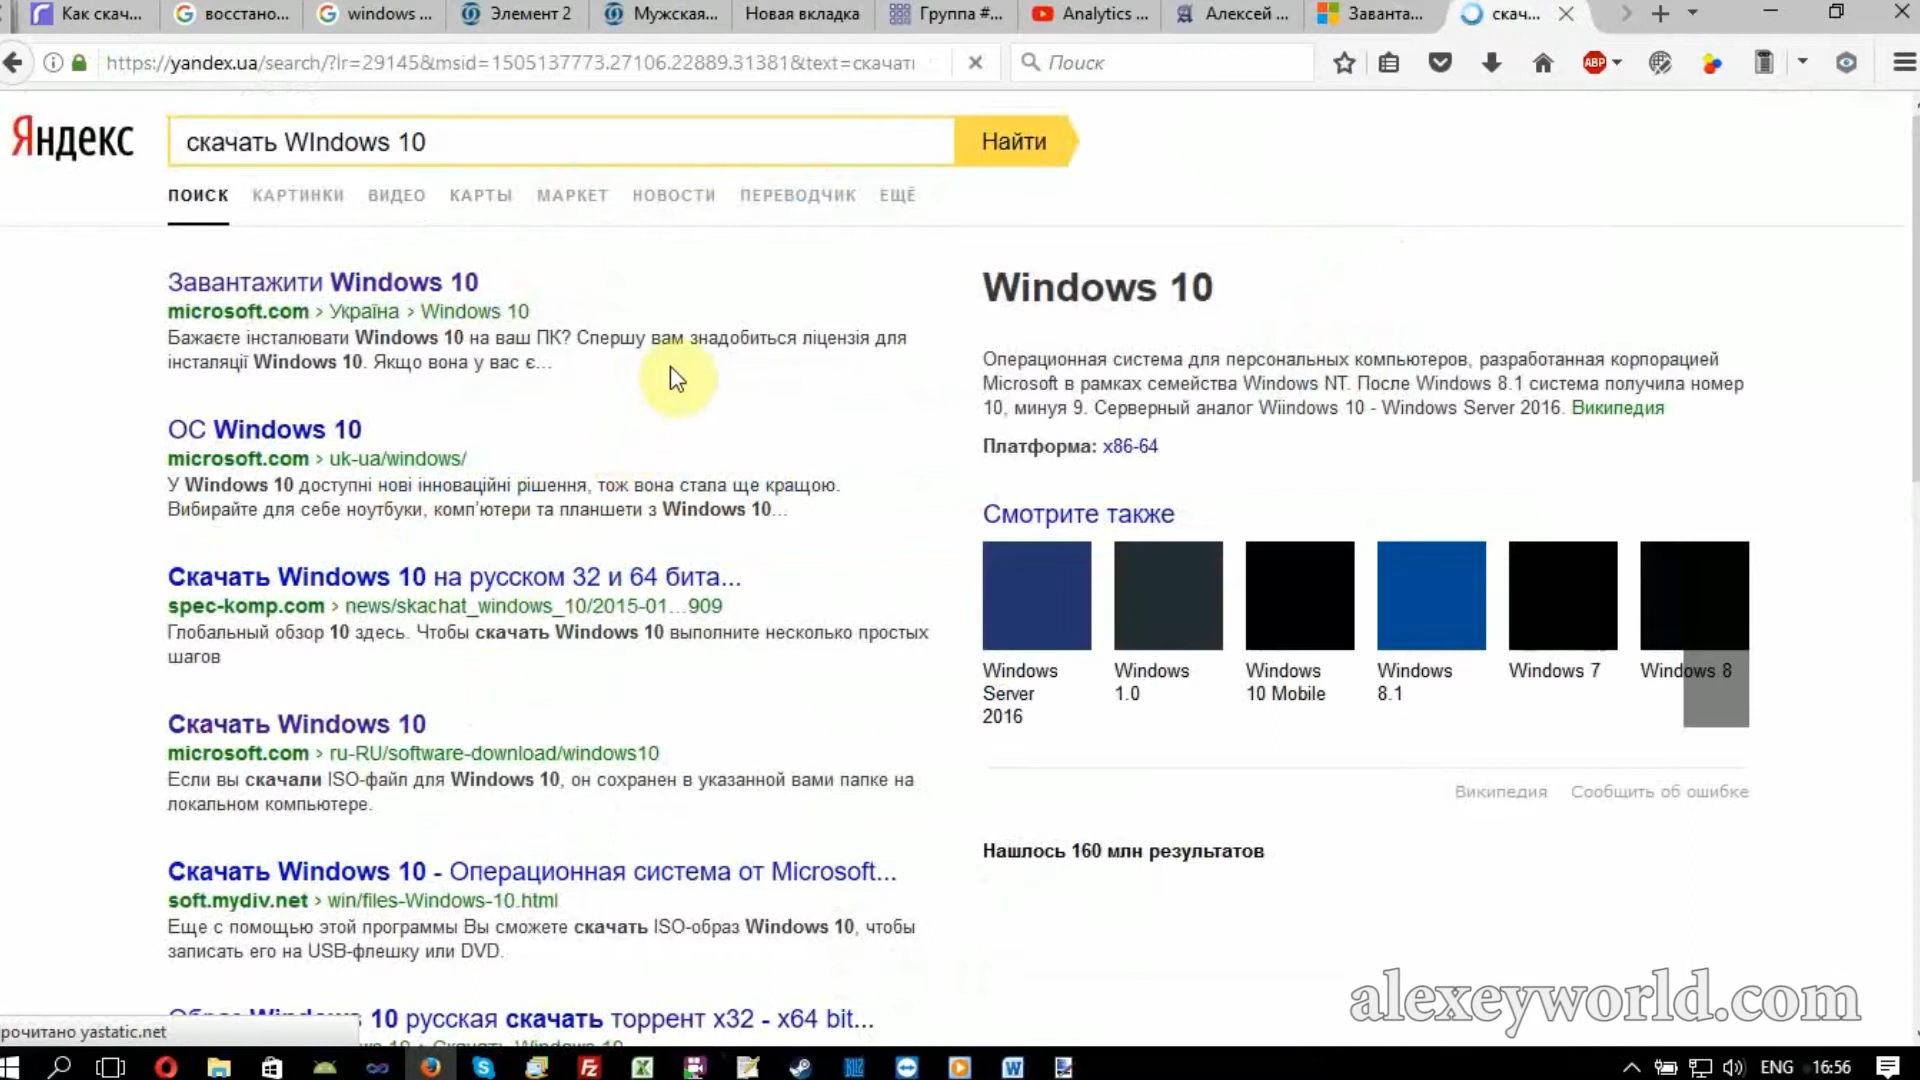 Как скач...
восстано...
windows ...
Элемент 2
Мужская...
Новая вкладка
Группа #...
Analytics ...
Алексей ...
Заванта...
скач...
https://yandex.ua/search/?lr=29145&msid=1505137773.27106.22889.31381&text=скачать
Поиск
ABP
Яндекс
скачать WIndows 10
Найти
ПОИСК
КАРТИНКИ
ВИДЕО
КАРТЫ
МАРКЕТ
НОВОСТИ
ПЕРЕВОДЧИК
ЕЩЁ
Завантажити Windows 10
microsoft.com › Україна › Windows 10
Бажаєте інсталювати Windows 10 на ваш ПК? Спершу вам знадобиться ліцензія для
інсталяції Windows 10. Якщо вона у вас є...
ОС Windows 10
microsoft.com › uk-ua/windows/
У Windows 10 доступні нові інноваційні рішення, тож вона стала ще кращою.
Вибирайте для себе ноутбуки, комп'ютери та планшети з Windows 10...
Скачать Windows 10 на русском 32 и 64 бита...
spec-komp.com › news/skachat_windows_10/2015-01...909
Глобальный обзор 10 здесь. Чтобы скачать Windows 10 выполните несколько простых
шагов
Скачать Windows 10
microsoft.com › ru-RU/software-download/windows10
Если вы скачали ISO-файл для Windows 10, он сохранен в указанной вами папке на
локальном компьютере.
Скачать Windows 10 - Операционная система от Microsoft...
soft.mydiv.net › win/files-Windows-10.html
Еще с помощью этой программы Вы сможете скачать ISO-образ Windows 10, чтобы
записать его на USB-флешку или DVD.
Образ Windows 10 русская скачать торрент x32 - x64 bit...
Windows 10
Операционная система для персональных компьютеров, разработанная корпорацией
Microsoft в рамках семейства Windows NT. После Windows 8.1 система получила номер
10, минуя 9. Серверный аналог Wiindows 10 - Windows Server 2016. Википедия
Платформа: x86-64
Смотрите также
Windows
Server
2016
Windows
1.0
Windows
10 Mobile
Windows
8.1
Windows 7
Windows 8
Википедия
Сообщить об ошибке
Нашлось 160 млн результатов
alexeyworld.com
рочитано yastatic.net
ENG
16:56